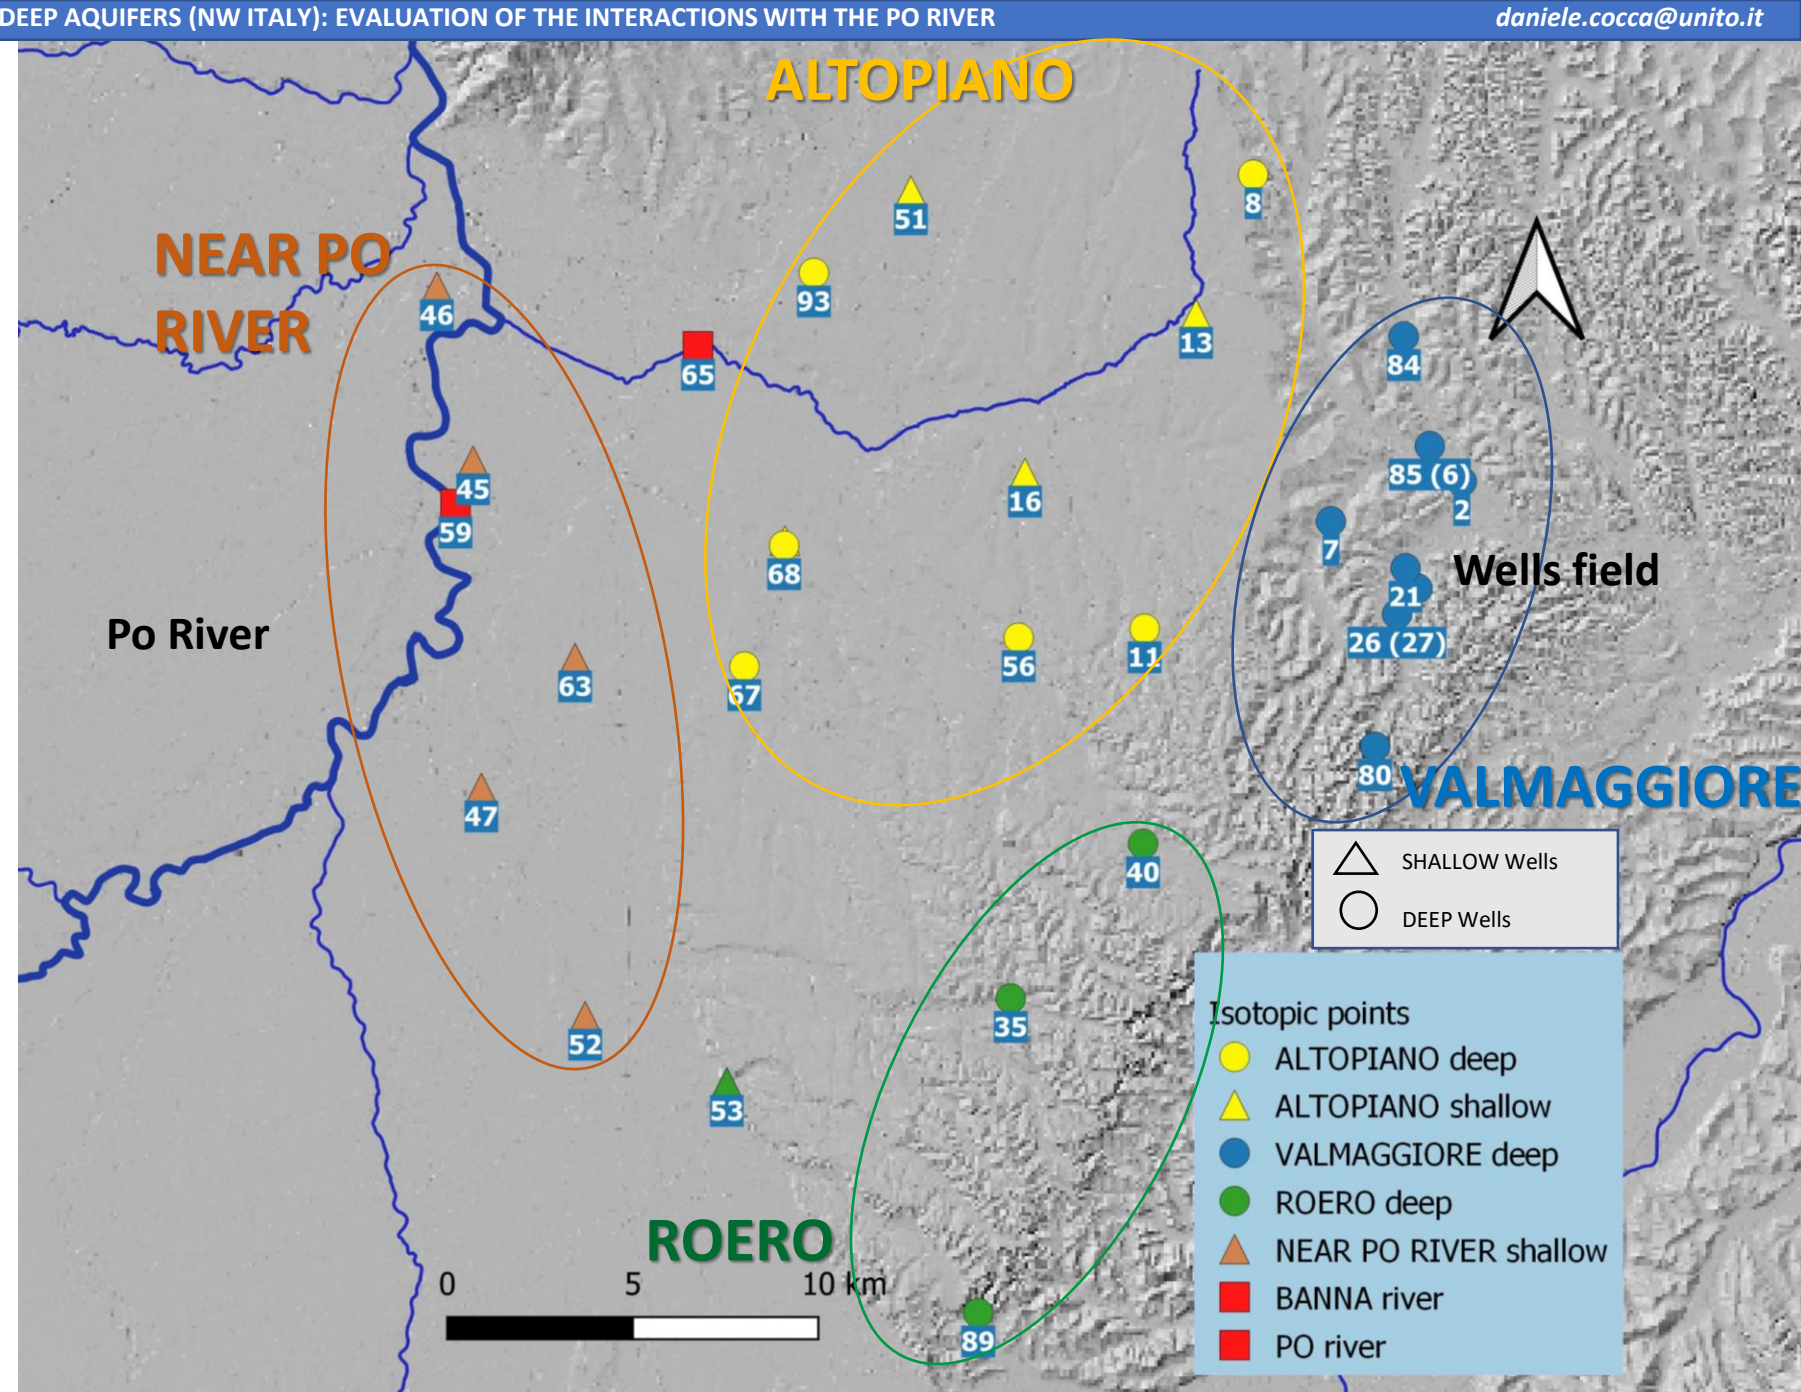 DEEP AQUIFERS (NW ITALY): EVALUATION OF THE INTERACTIONS WITH THE PO RIVER
daniele.cocca@unito.it
ALTOPIANO
8
51
NEAR PO
RIVER
93
46
13
84
65
45
85 (6)
16
2
59
7
68
Wells field
21
Po River
26 (27)
11
56
63
67
80
VALMAGGIORE
47
SHALLOW Wells
40
DEEP Wells
35
Isotopic points
52
ALTOPIANO deep
53
ALTOPIANO shallow
VALMAGGIORE deep
ROERO deep
ROERO
NEAR PO RIVER shallow
0 5 10 km
BANNA river
89
PO river